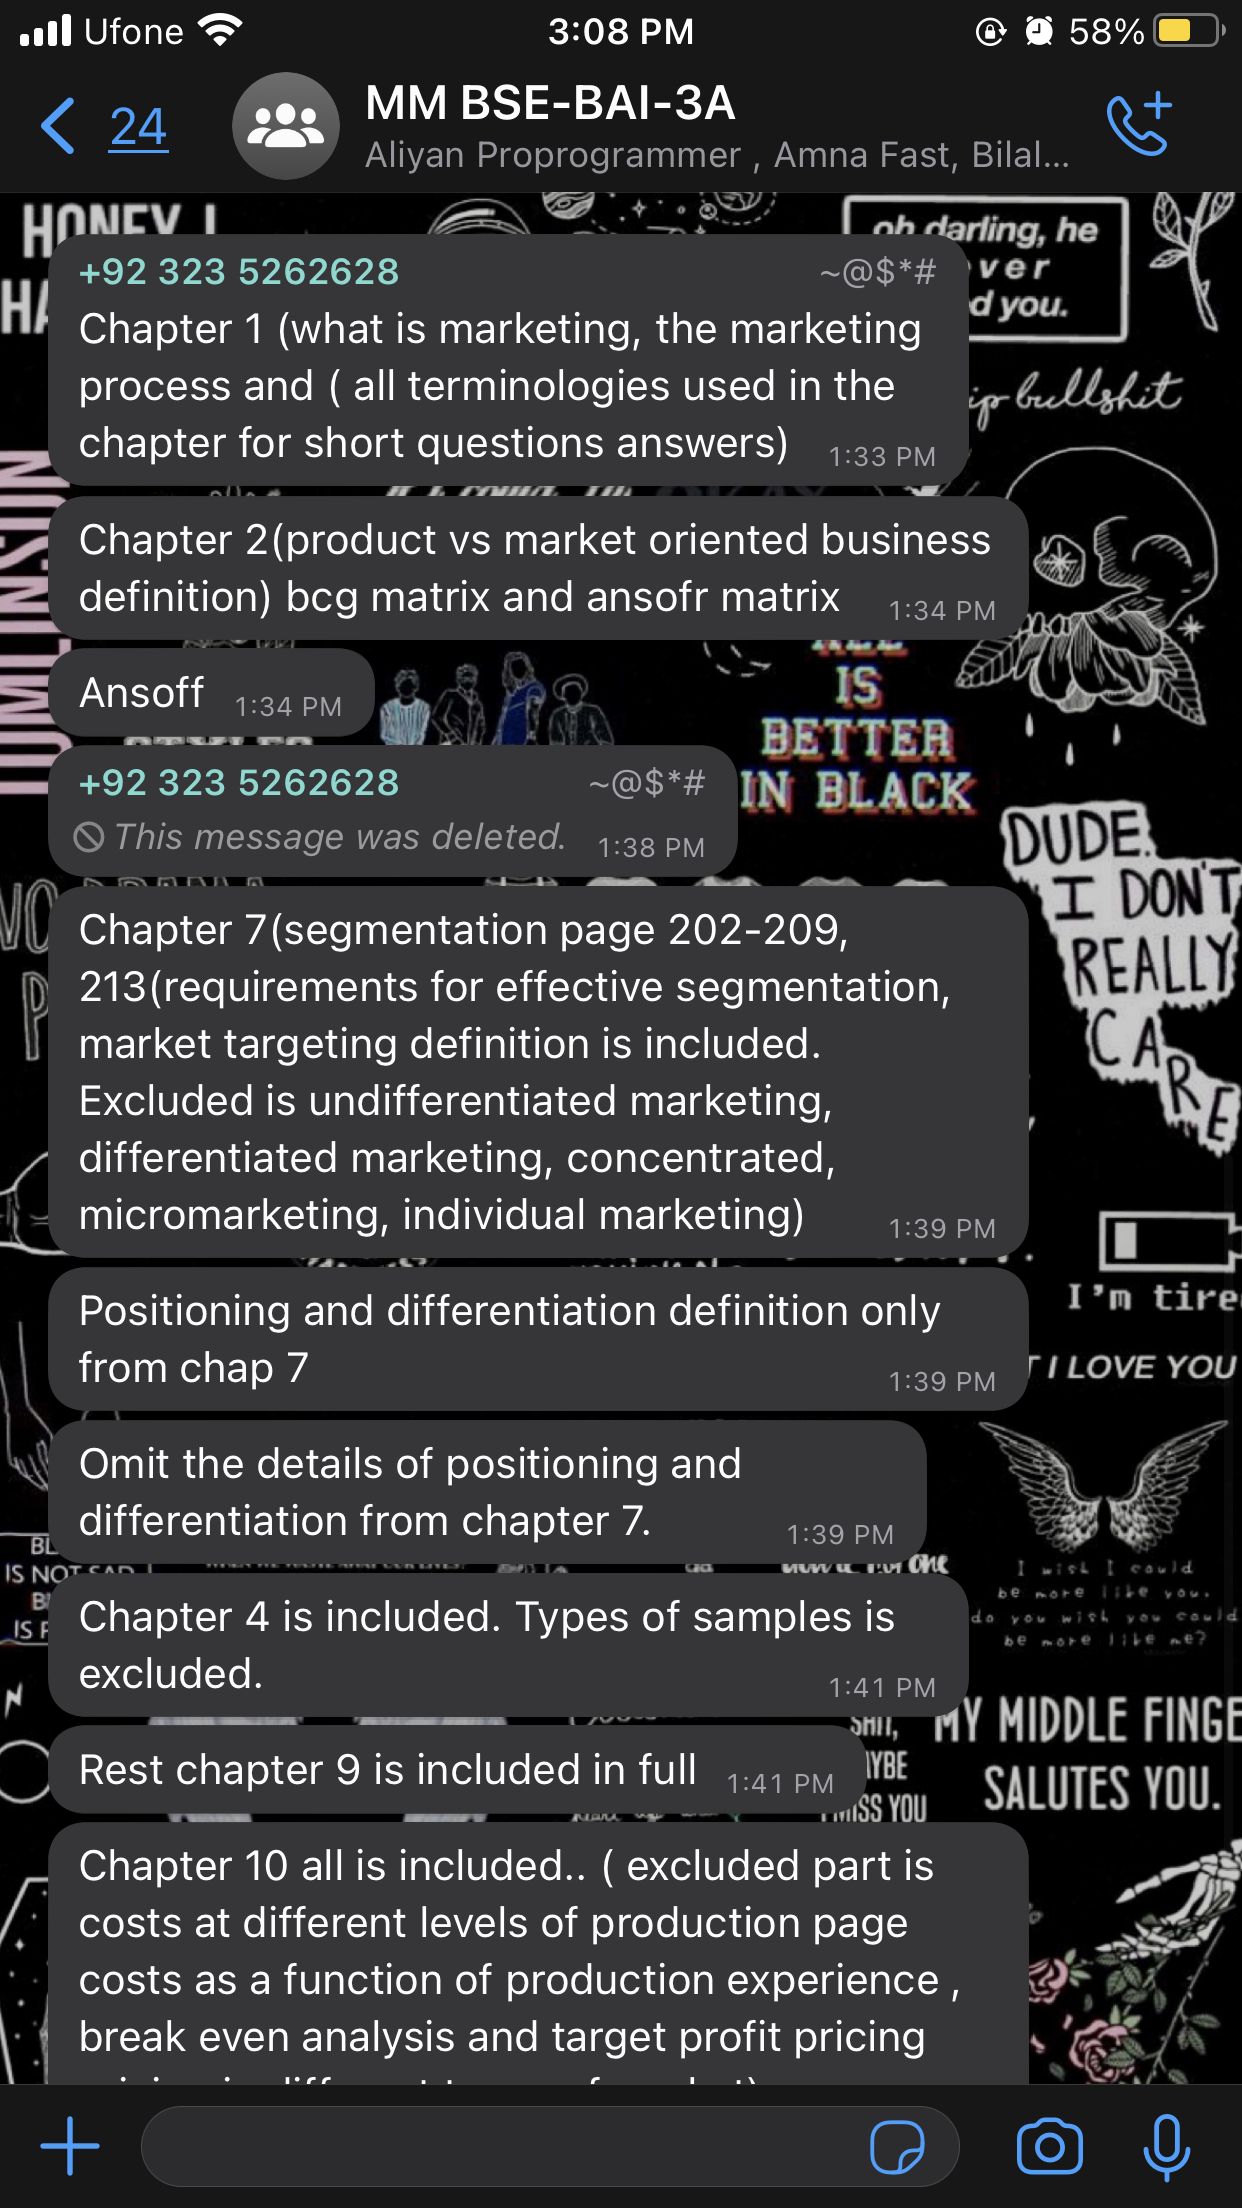 Ufone 3:08 PM 58%
24 MM BSE-BAI-3A
Aliyan Proprogrammer , Amna Fast, Bilal...
HONEY I
oh darling, he
HA
ver
d you.
+92 323 5262628 ~@$*#
Chapter 1 (what is marketing, the marketing
process and ( all terminologies used in the
chapter for short questions answers) 1:33 PM
bullshit
Chapter 2(product vs market oriented business
definition) bcg matrix and ansofr matrix 1:34 PM
Ansoff 1:34 PM
IS
BETTER
IN BLACK
+92 323 5262628 ~@$*#
This message was deleted. 1:38 PM
DUDE.
I DON'T
REALLY
CARE
Chapter 7(segmentation page 202-209,
213(requirements for effective segmentation,
market targeting definition is included.
Excluded is undifferentiated marketing,
differentiated marketing, concentrated,
micromarketing, individual marketing) 1:39 PM
I'm tire
Positioning and differentiation definition only
from chap 7 1:39 PM
I LOVE YOU
Omit the details of positioning and
differentiation from chapter 7. 1:39 PM
IS NOT SAD
I wish I could
be more like you.
do you wish you could
be more like me?
Chapter 4 is included. Types of samples is
excluded. 1:41 PM
SHIT,
MY MIDDLE FINGE
SALUTES YOU.
YBE
MISS YOU
Rest chapter 9 is included in full 1:41 PM
Chapter 10 all is included.. ( excluded part is
costs at different levels of production page
costs as a function of production experience ,
break even analysis and target profit pricing